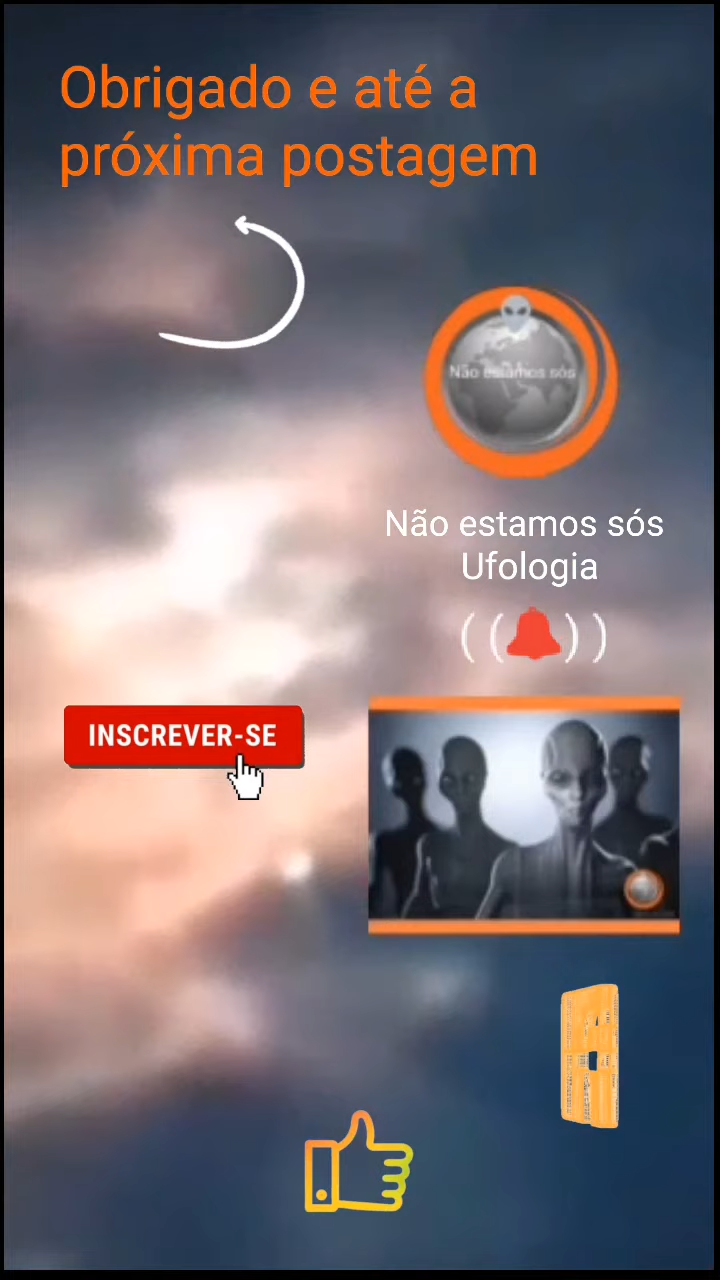 Obrigado e até a
próxima postagem
Não estamos sós
Não estamos sós
Ufologia
INSCREVER-SE